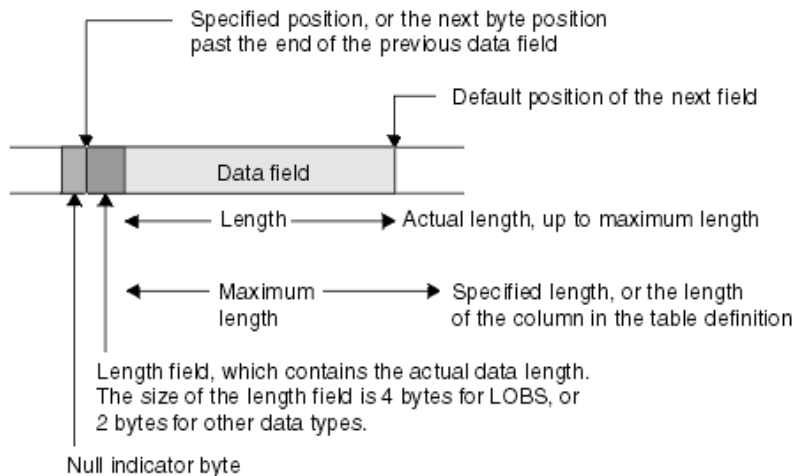 Specified position, or the next byte position
past the end of the previous data field
Default position of the next field
Data field
Length
Actual length, up to maximum length
Maximum
length
Specified length, or the length
of the column in the table definition
Length field, which contains the actual data length.
The size of the length field is 4 bytes for LOBS, or
2 bytes for other data types.
Null indicator byte